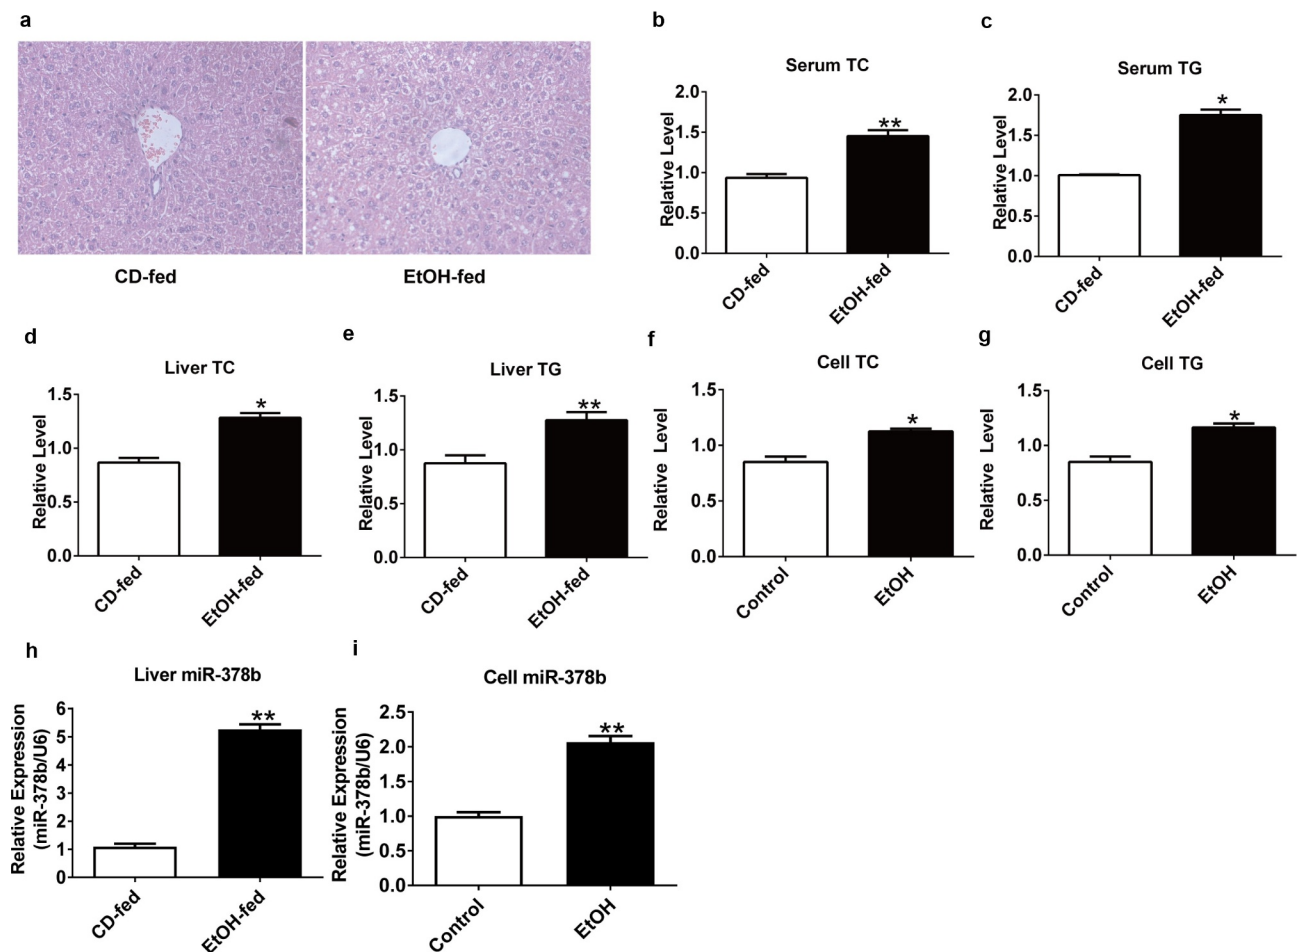 a
CD-fed
EtOH-fed
b
Serum TC
Relative Level
2.0
1.5
1.0
0.5
0.0
**
CD-fed
EtOH-fed
c
Serum TG
Relative Level
2.0
1.5
1.0
0.5
0.0
*
CD-fed
EtOH-fed
d
Liver TC
Relative Level
1.5
1.0
0.5
0.0
*
CD-fed
EtOH-fed
e
Liver TG
Relative Level
1.5
1.0
0.5
0.0
**
CD-fed
EtOH-fed
f
Cell TC
Relative Level
1.5
1.0
0.5
0.0
*
Control
EtOH
g
Cell TG
Relative Level
1.5
1.0
0.5
0.0
*
Control
EtOH
h
Liver miR-378b
Relative Expression
(miR-378b/U6)
6
5
4
3
2
1
0
**
CD-fed
EtOH-fed
i
Cell miR-378b
Relative Expression
(miR-378b/U6)
2.5
2.0
1.5
1.0
0.5
0.0
**
Control
EtOH